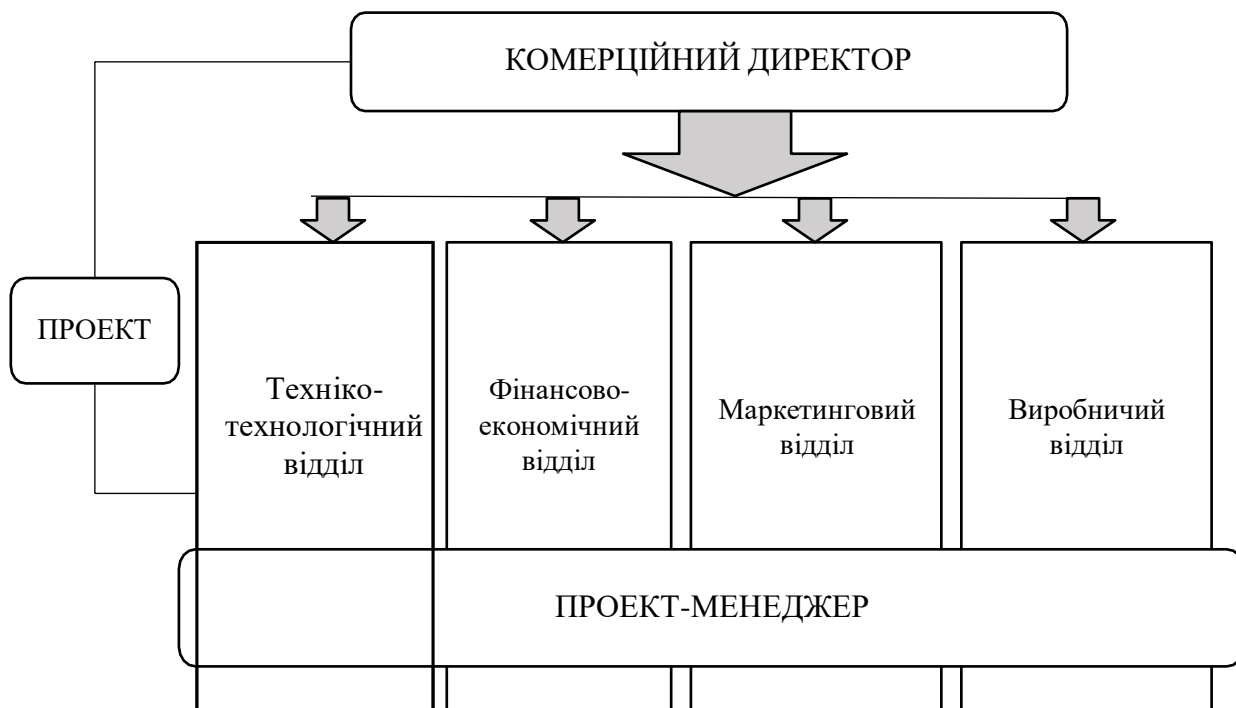 КОМЕРЦІЙНИЙ ДИРЕКТОР
ПРОЕКТ
Техніко-
технологічний
відділ
Фінансово-
економічний
відділ
Маркетинговий
відділ
Виробничий
відділ
ПРОЕКТ-МЕНЕДЖЕР